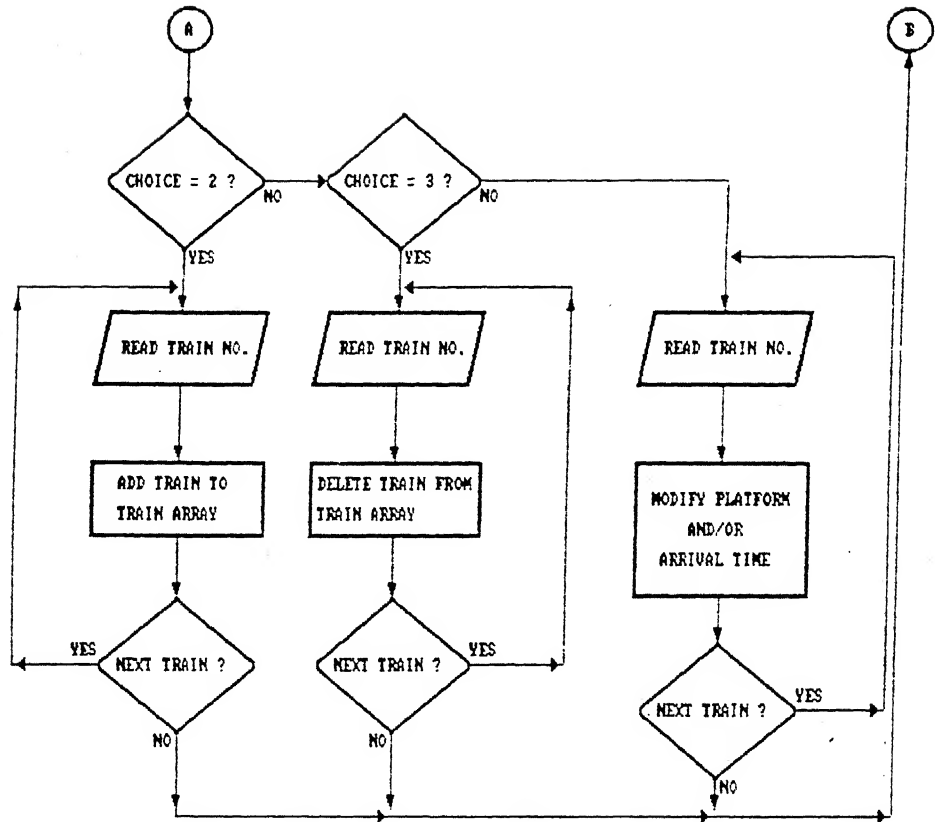 A
B
CHOICE = 2 ?
NO
CHOICE = 3 ?
NO
YES
YES
READ TRAIN NO.
READ TRAIN NO.
READ TRAIN NO.
ADD TRAIN TO
TRAIN ARRAY
DELETE TRAIN FROM
TRAIN ARRAY
MODIFY PLATFORM
AND/OR
ARRIVAL TIME
YES
NEXT TRAIN ?
NEXT TRAIN ?
YES
NEXT TRAIN ?
YES
NO
NO
NO